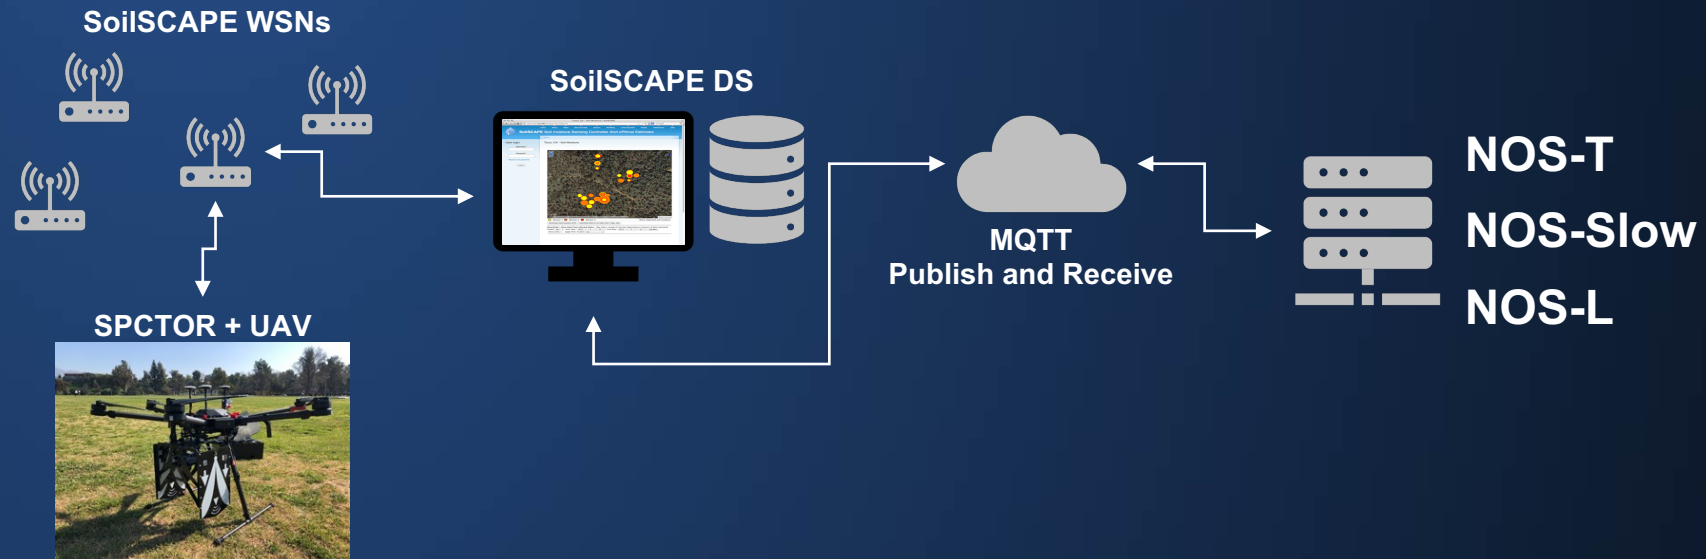 SoilSCAPE WSNs
SoilSCAPE DS
SPCTOR + UAV
MQTT
Publish and Receive
NOS-T
NOS-Slow
NOS-L